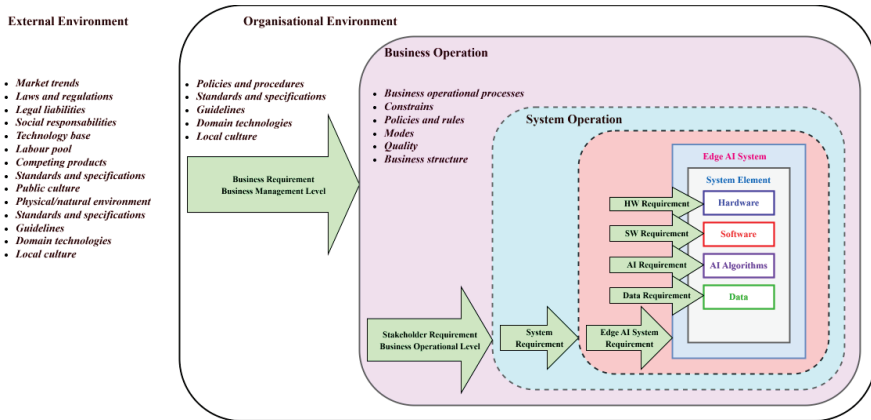 External Environment
Market trends
Laws and regulations
Legal liabilities
Social responsabilities
Technology base
Labour pool
Competing products
Standards and specifications
Public culture
Physical/natural environment
Standards and specifications
Guidelines
Domain technologies
Local culture
Organisational Environment
Policies and procedures
Standards and specifications
Guidelines
Domain technologies
Local culture
Business Requirement
Business Management Level
Business Operation
Business operational processes
Constrains
Policies and rules
Modes
Quality
Business structure
Stakeholder Requirement
Business Operational Level
System Operation
System
Requirement
Edge AI System
Requirement
Edge AI System
System Element
HW Requirement
Hardware
SW Requirement
Software
AI Requirement
AI Algorithms
Data Requirement
Data